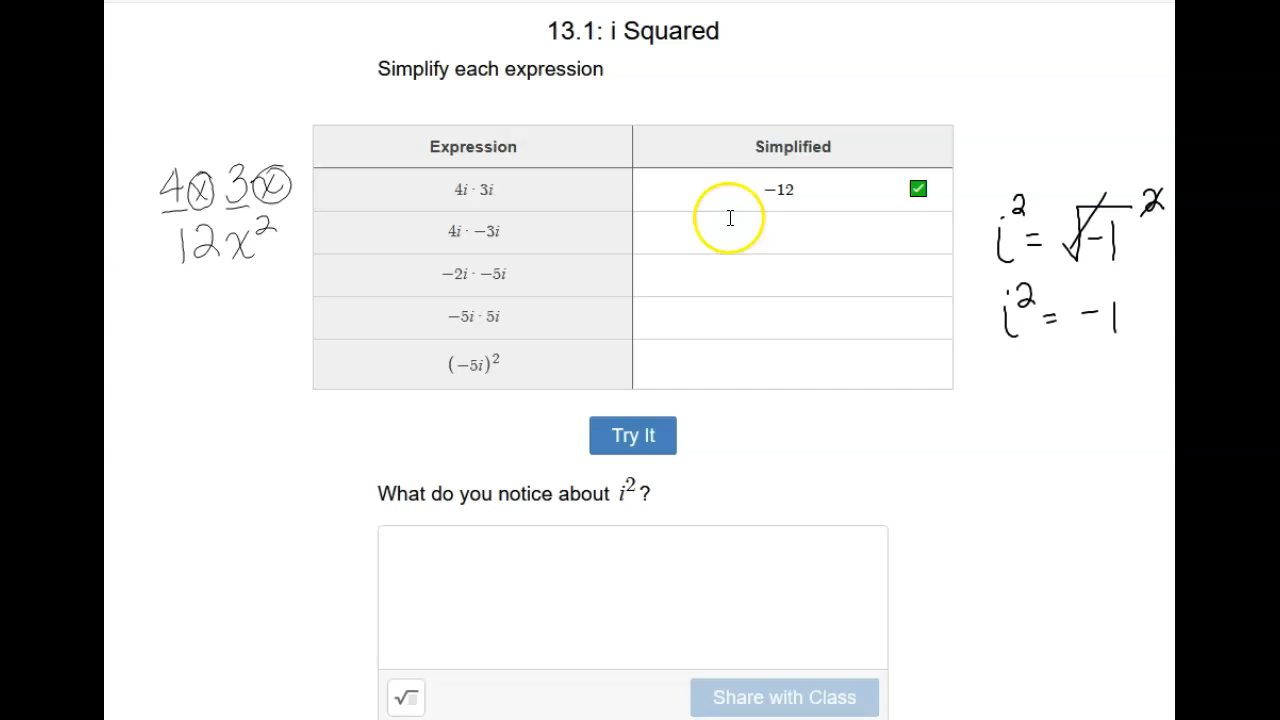 13.1: i Squared
Simplify each expression
Expression Simplified
4i · 3i −12
4i · −3i
−2i · −5i
−5i · 5i
(−5i)²
4x 3x
12x²
i² = √−1²
i² = −1
Try It
What do you notice about i²?
√
Share with Class